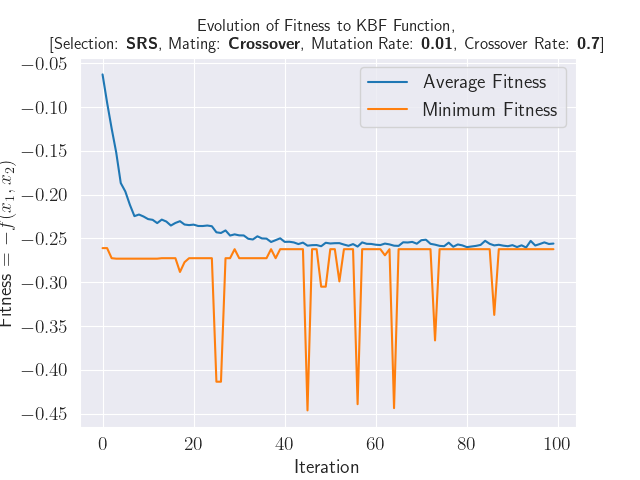 Evolution of Fitness to KBF Function,
[Selection: SRS, Mating: Crossover, Mutation Rate: 0.01, Crossover Rate: 0.7]
Average Fitness
Minimum Fitness
Fitness = −f(x₁, x₂)
−0.05
−0.10
−0.15
−0.20
−0.25
−0.30
−0.35
−0.40
−0.45
0 20 40 60 80 100
Iteration